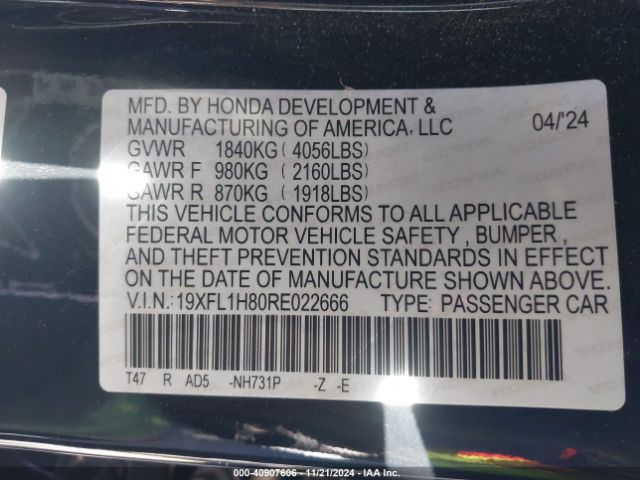 MFD. BY HONDA DEVELOPMENT &
MANUFACTURING OF AMERICA, LLC 04/'24
GVWR 1840KG ( 4056LBS)
GAWR F 980KG ( 2160LBS)
GAWR R 870KG ( 1918LBS)
THIS VEHICLE CONFORMS TO ALL APPLICABLE
FEDERAL MOTOR VEHICLE SAFETY , BUMPER ,
AND THEFT PREVENTION STANDARDS IN EFFECT
ON THE DATE OF MANUFACTURE SHOWN ABOVE.
V.I.N.: 19XFL1H80RE022666 TYPE: PASSENGER CAR
T47 R AD5 -NH731P -Z -E
000-40907606 - 11/21/2024 - IAA Inc.